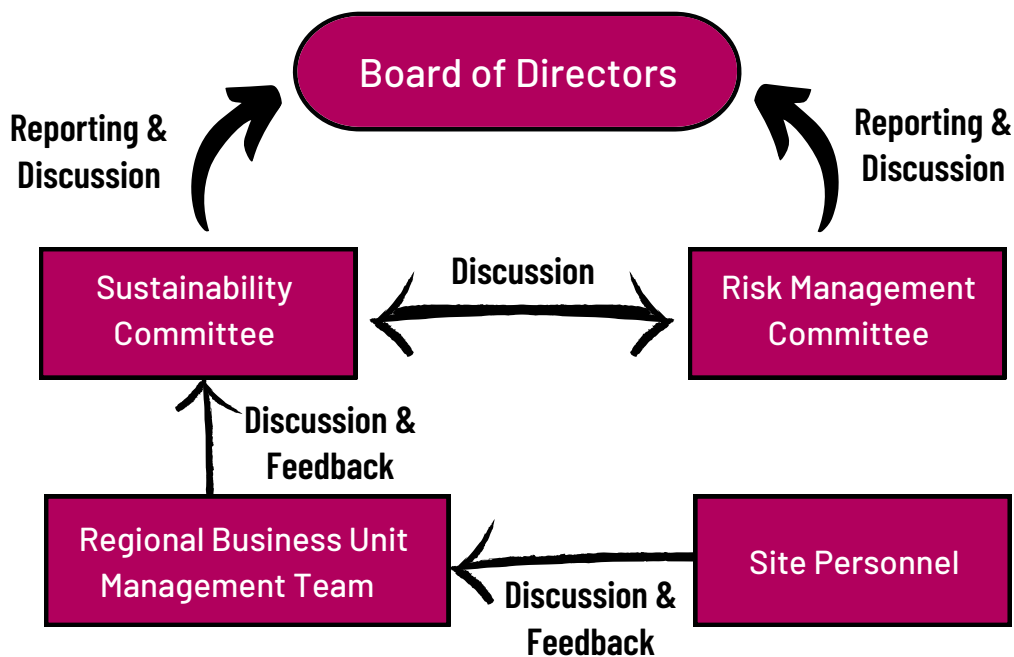 Board of Directors
Reporting &
Discussion
Reporting &
Discussion
Sustainability
Committee
Discussion
Risk Management
Committee
Discussion &
Feedback
Regional Business Unit
Management Team
Discussion &
Feedback
Site Personnel